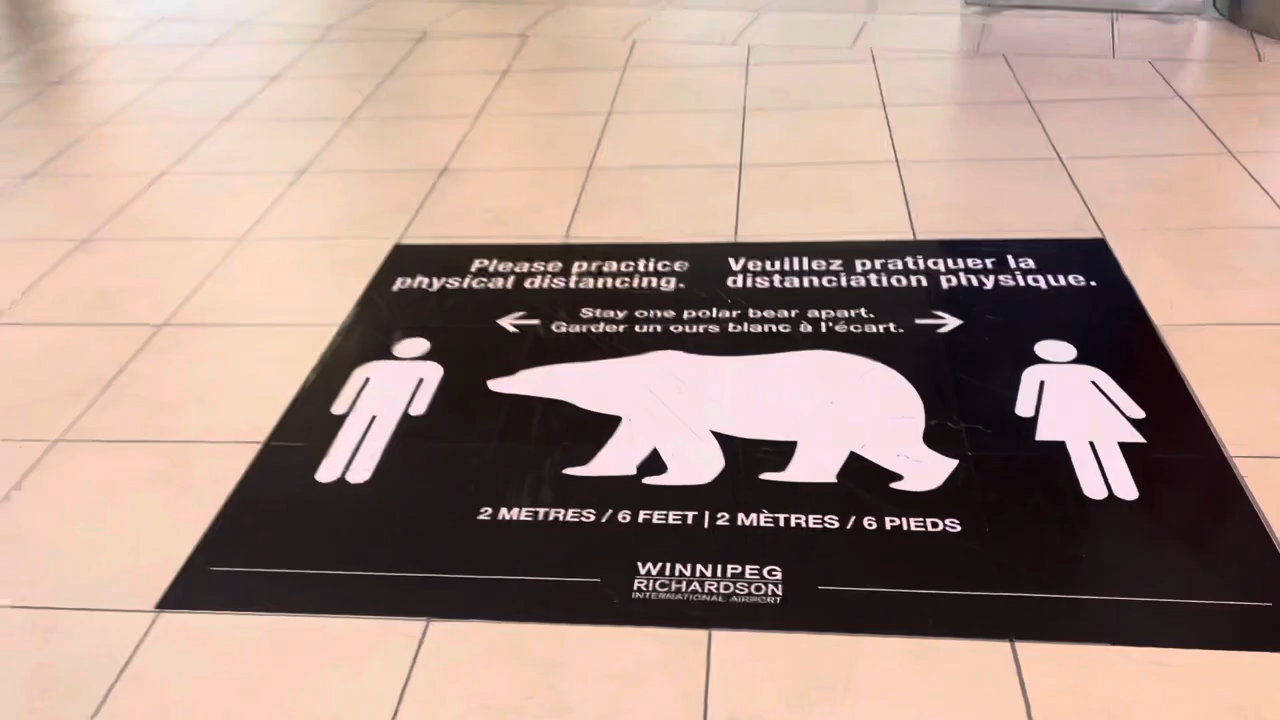 Please practice
physical distancing.
Veuillez pratiquer la
distanciation physique.
Stay one polar bear apart.
Garder un ours blanc à l'écart.
2 METRES / 6 FEET | 2 MÈTRES / 6 PIEDS
WINNIPEG
RICHARDSON
INTERNATIONAL AIRPORT